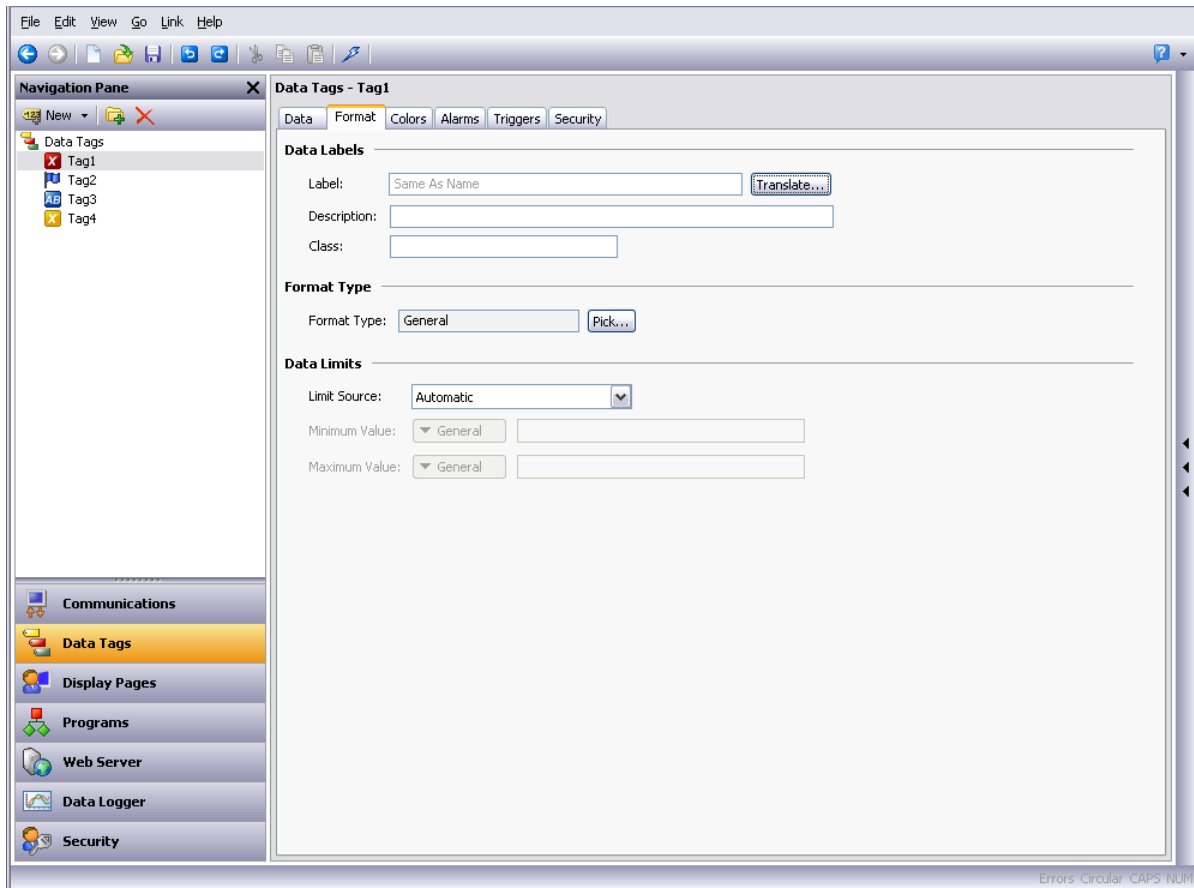 File Edit View Go Link Help
Navigation Pane
New
Data Tags
Tag1
Tag2
Tag3
Tag4
Communications
Data Tags
Display Pages
Programs
Web Server
Data Logger
Security
Data Tags - Tag1
Data Format Colors Alarms Triggers Security
Data Labels
Label: Same As Name Translate...
Description:
Class:
Format Type
Format Type: General Pick...
Data Limits
Limit Source: Automatic
Minimum Value: General
Maximum Value: General
Errors Circular CAPS NUM